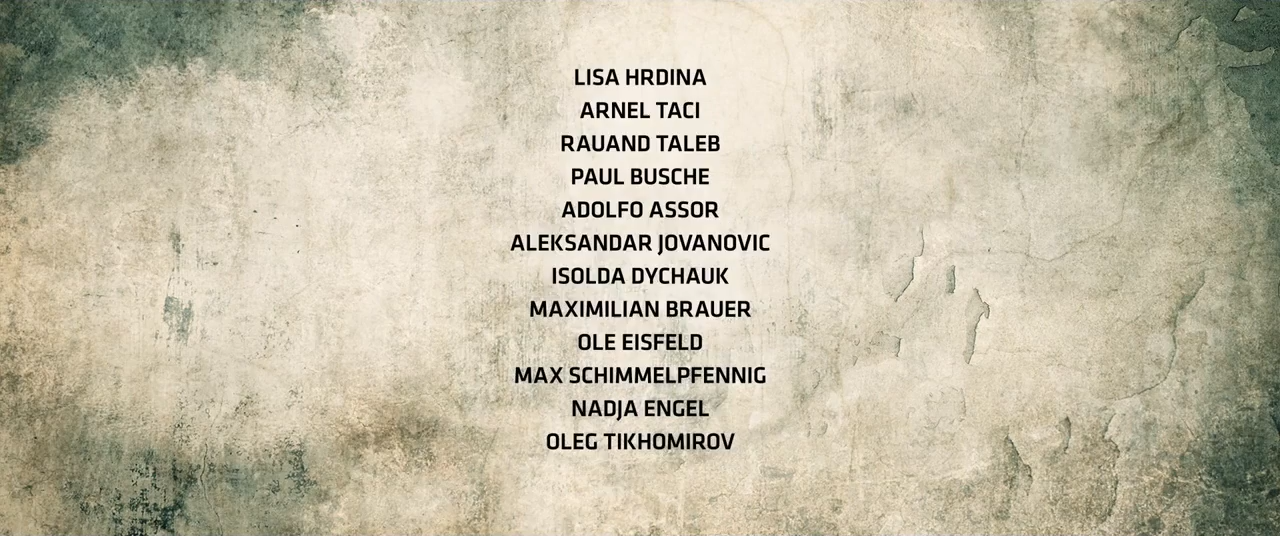 LISA HRDINA
ARNEL TACI
RAUAND TALEB
PAUL BUSCHE
ADOLFO ASSOR
ALEKSANDAR JOVANOVIC
ISOLDA DYCHAUK
MAXIMILIAN BRAUER
OLE EISFELD
MAX SCHIMMELPFENNIG
NADJA ENGEL
OLEG TIKHOMIROV